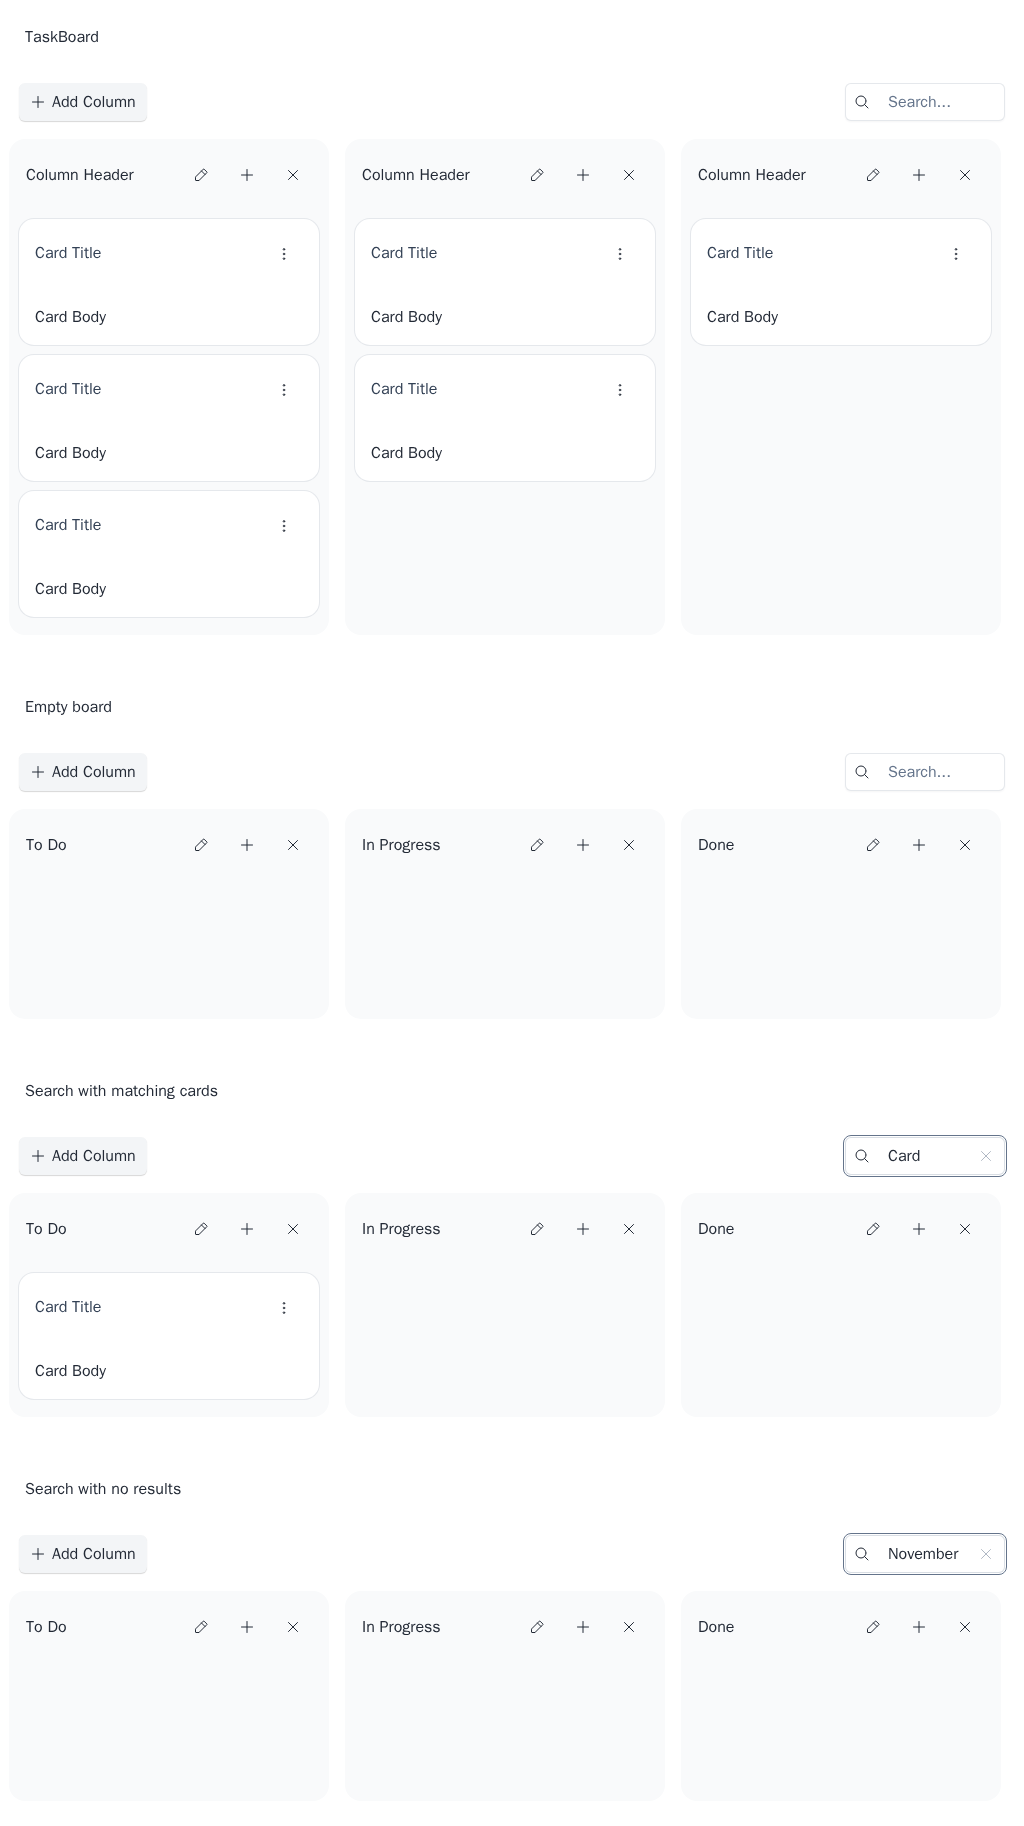 TaskBoard
Add Column
Search...
Column Header
Column Header
Column Header
Card Title
Card Title
Card Title
Card Body
Card Body
Card Body
Card Title
Card Title
Card Body
Card Body
Card Title
Card Body
Empty board
Add Column
Search...
To Do
In Progress
Done
Search with matching cards
Add Column
Card
To Do
In Progress
Done
Card Title
Card Body
Search with no results
Add Column
November
To Do
In Progress
Done